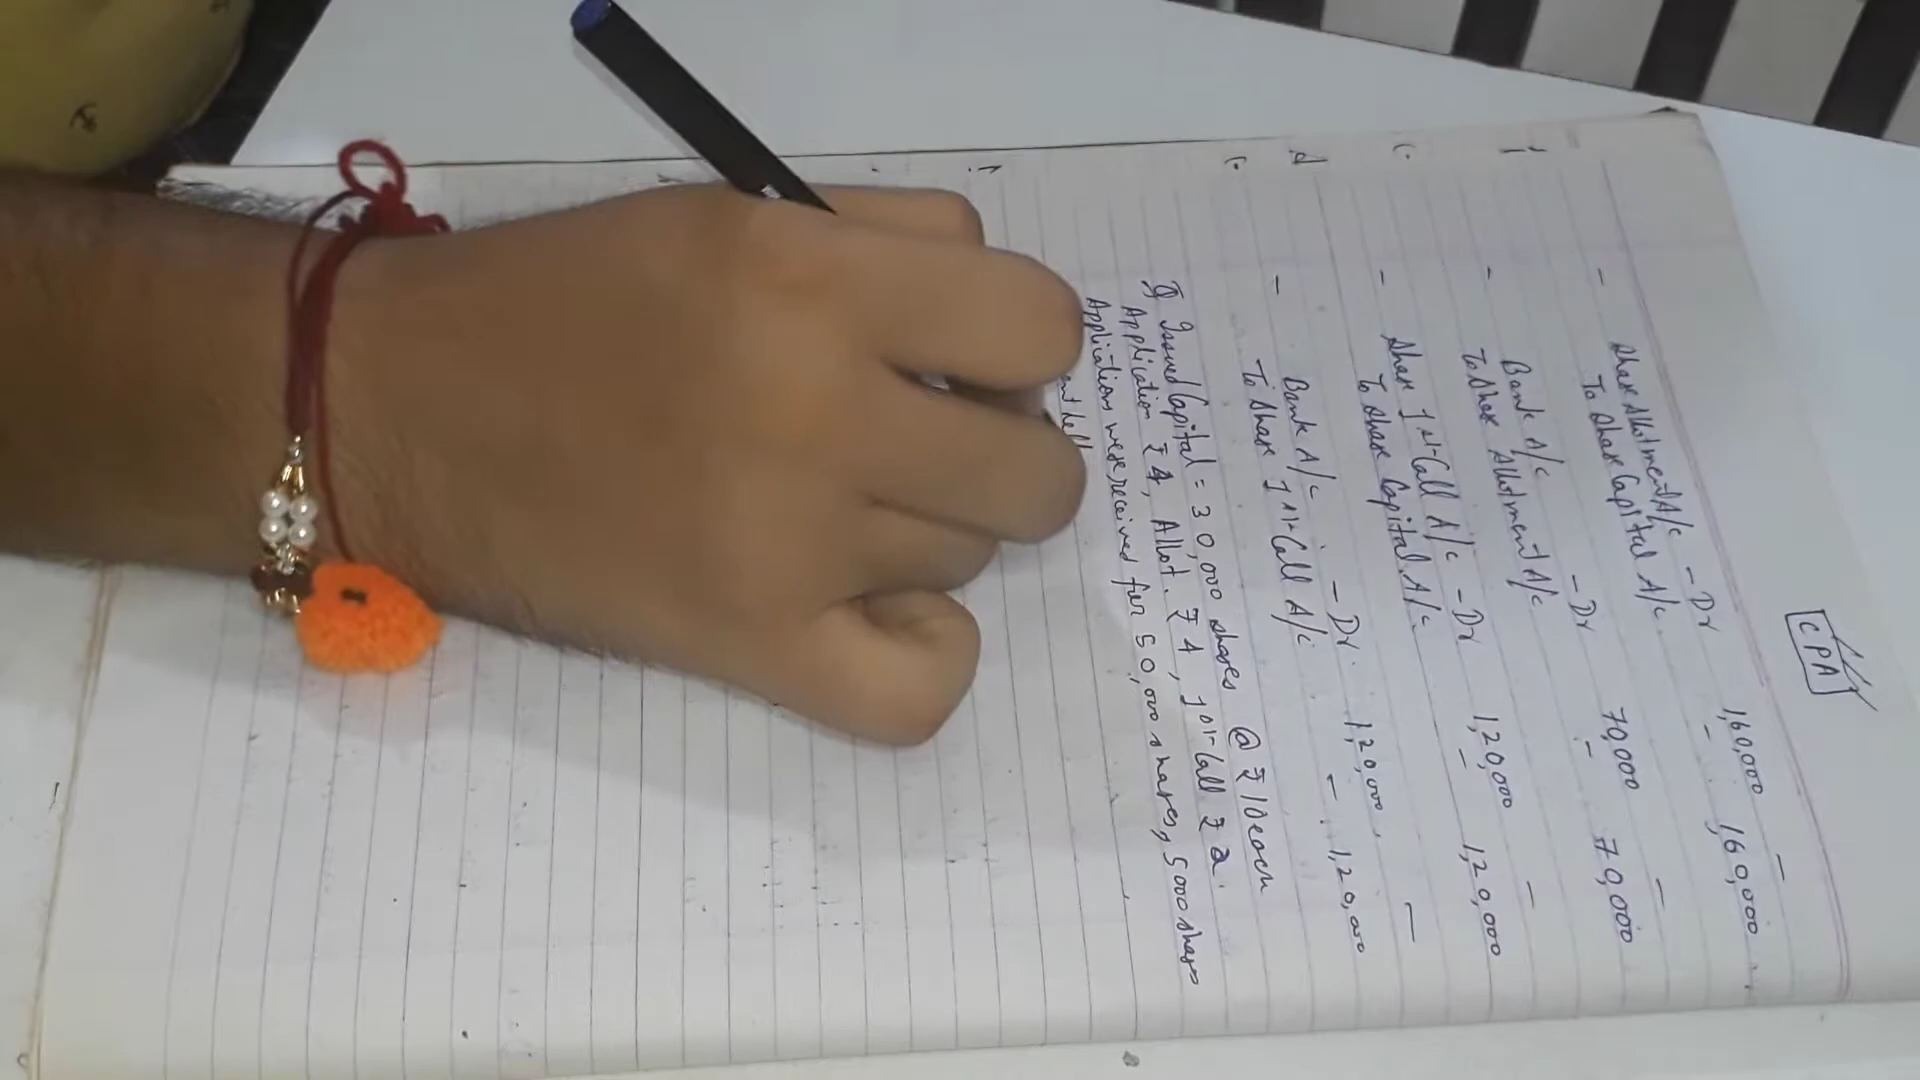 CPA
Share Allotment A/c - Dr 1,60,000 -
To Share Capital A/c - 1,60,000
Bank A/c - Dr 70,000 -
To Share Allotment A/c - 70,000
Share 1st Call A/c - Dr 1,20,000 -
To Share Capital A/c - 1,20,000
Bank A/c - Dr 1,20,000 -
To Share 1st Call A/c - 1,20,000
Issued Capital = 30,000 shares @ ₹ 10 each
Application ₹ 4, Allot. ₹ 4, 1st Call ₹ 2.
Applications were received for 50,000 shares, 5000 shares